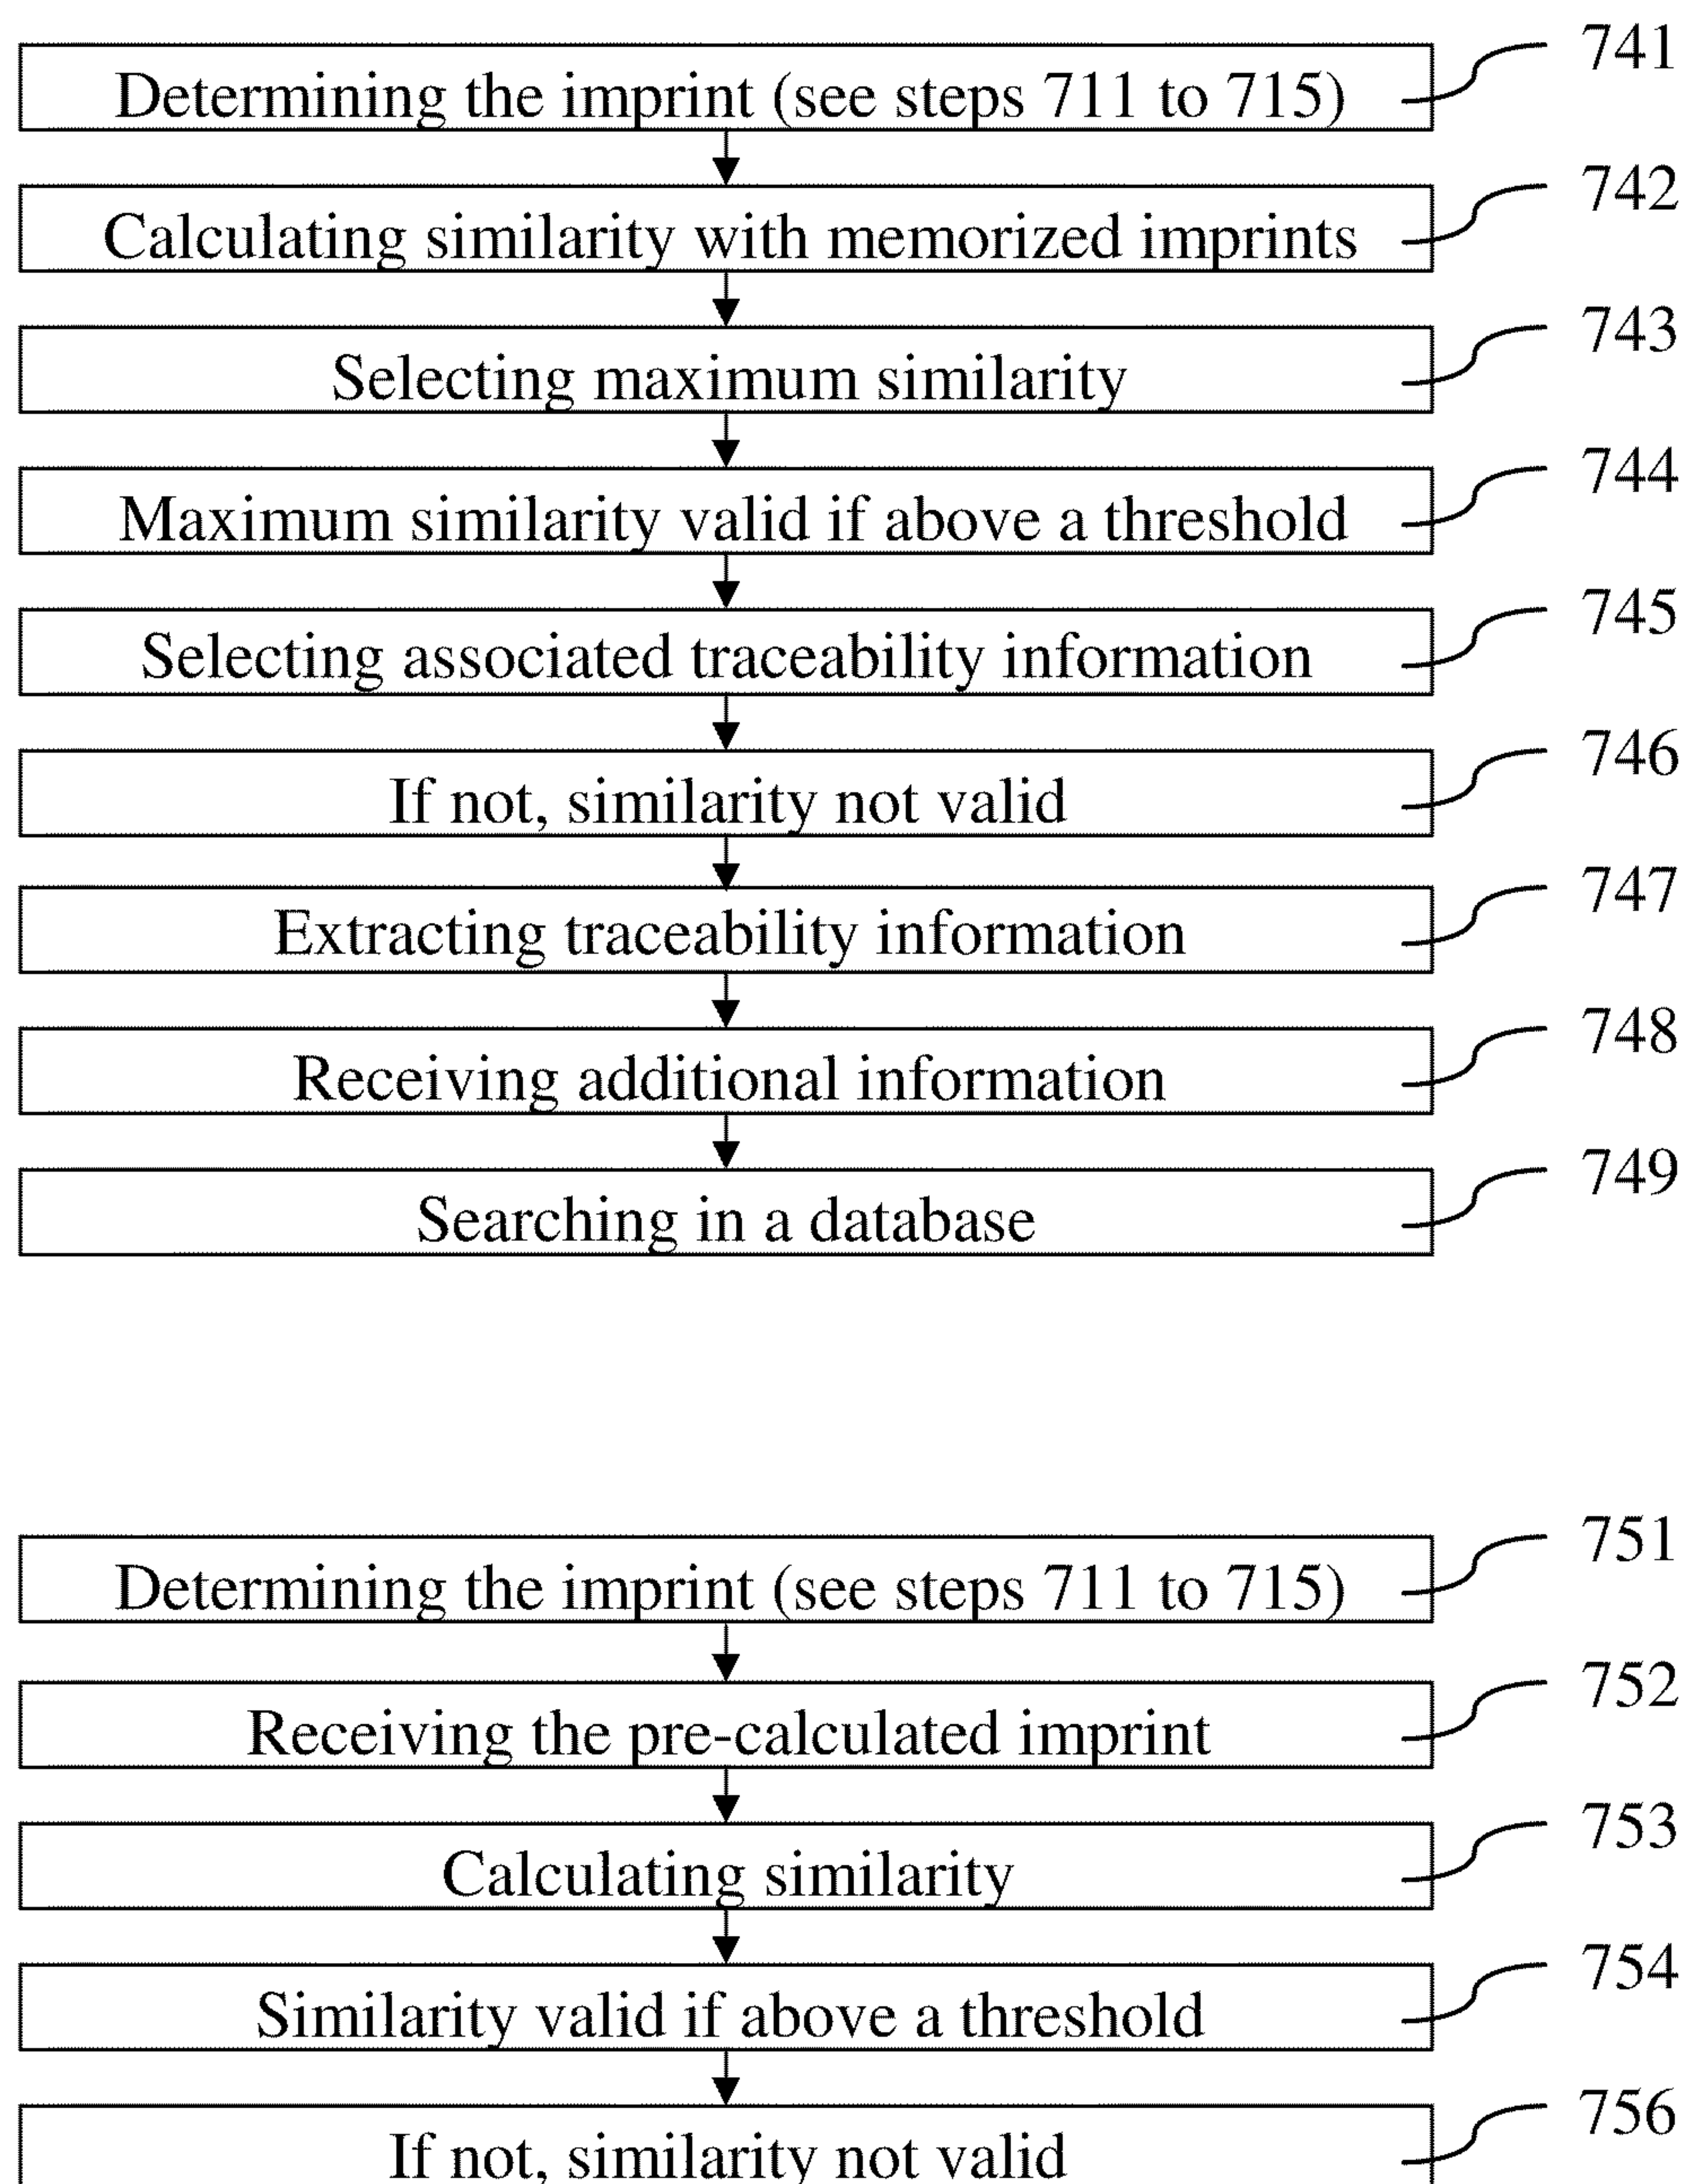 Determining the imprint (see steps 711 to 715) 741
Calculating similarity with memorized imprints 742
Selecting maximum similarity 743
Maximum similarity valid if above a threshold 744
Selecting associated traceability information 745
If not, similarity not valid 746
Extracting traceability information 747
Receiving additional information 748
Searching in a database 749
Determining the imprint (see steps 711 to 715) 751
Receiving the pre-calculated imprint 752
Calculating similarity 753
Similarity valid if above a threshold 754
If not, similarity not valid 756